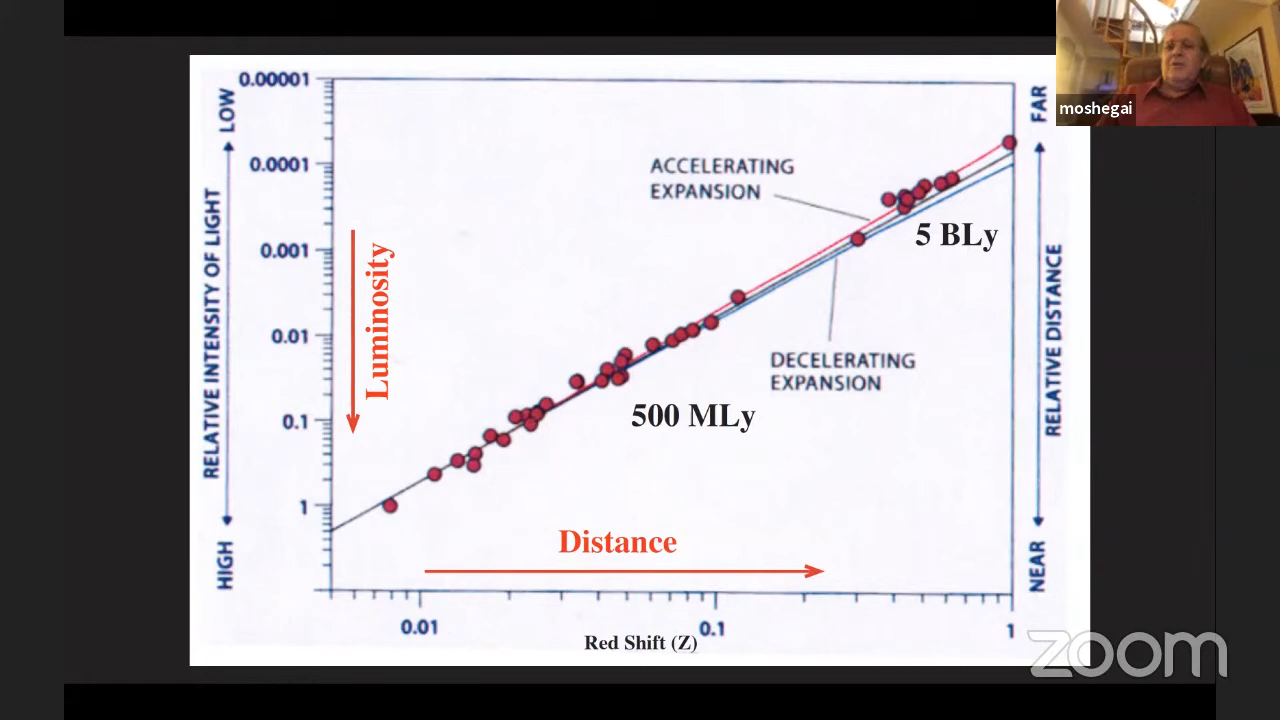 0.00001
0.0001
0.001
0.01
0.1
1
LOW
RELATIVE INTENSITY OF LIGHT
HIGH
Luminosity
ACCELERATING
EXPANSION
5 BLy
DECELERATING
EXPANSION
500 MLy
Distance
0.01
0.1
1
Red Shift (Z)
FAR
RELATIVE DISTANCE
NEAR
moshegai
zoom